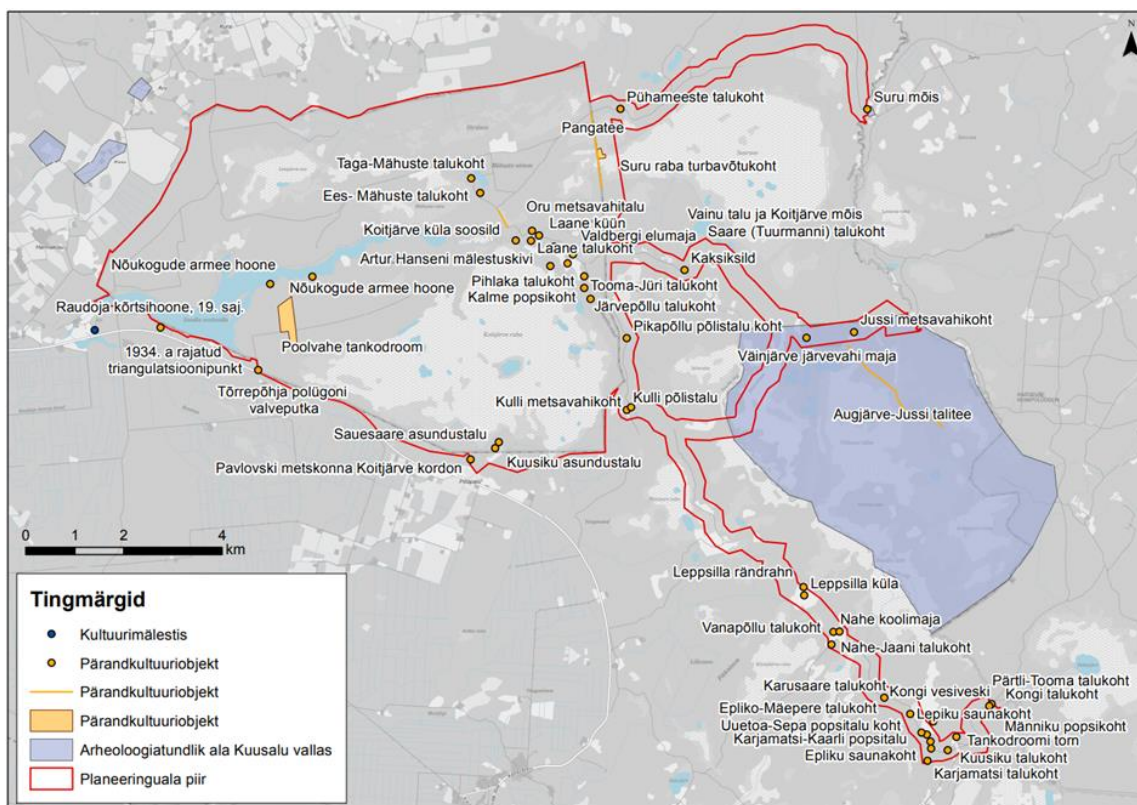 N
Pühameeste talukoht
Suru mõis
Pangatee
Suru raba turbavõtukoht
Taga-Mähuste talukoht
Ees- Mähuste talukoht
Oru metsavahitalu
Laane küün
Vainu talu ja Koitjärve mõis
Koitjärve küla soosild
Valdbergi elumaja
Saare (Tuurmanni) talukoht
Laane talukoht
Artur Hanseni mälestuskivi
Kaksiksild
Nõukogude armee hoone
Nõukogude armee hoone
Pihlaka talukoht
Tooma-Jüri talukoht
Kalme popsikoht
Järvepõllu talukoht
Raudoja kõrtsihoone, 19. saj.
Jussi metsavahikoht
Pikapõllu põlistalu koht
1934. a rajatud
triangulatsioonipunkt
Poolvahe tankodroom
Väinjärve järvevahi maja
Tõrrepõhja polügoni
valveputka
Kulli metsavahikoht
Kulli põlistalu
Augjärve-Jussi talitee
Sauesaare asundustalu
Kuusiku asundustalu
Pavlovski metskonna Koitjärve kordon
0 1 2 4
km
Leppsilla rändrahn
Leppsilla küla
Nahe koolimaja
Vanapõllu talukoht
Nahe-Jaani talukoht
Pärtli-Tooma talukoht
Karusaare talukoht
Kongi vesiveski
Kongi talukoht
Epliko-Mäepere talukoht
Lepiku saunakoht
Uuetoa-Sepa popsitalu koht
Männiku popsikoht
Karjamatsi-Kaarli popsitalu
Tankodroomi torn
Epliku saunakoht
Kuusiku talukoht
Karjamatsi talukoht
Tingmärgid
Kultuurimälestis
Pärandkultuuriobjekt
Pärandkultuuriobjekt
Pärandkultuuriobjekt
Arheoloogiatundlik ala Kuusalu vallas
Planeeringuala piir